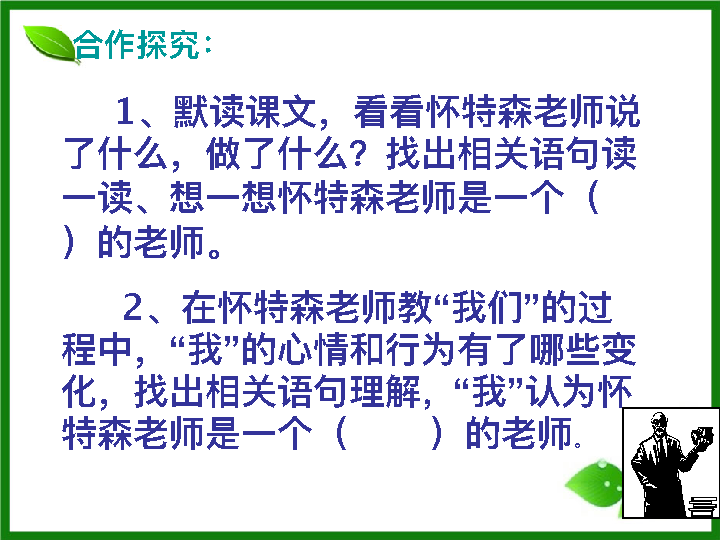 合作探究：
1、默读课文，看看怀特森老师说
了什么，做了什么？找出相关语句读
一读、想一想怀特森老师是一个（
）的老师。
2、在怀特森老师教“我们”的过
程中，“我”的心情和行为有了哪些变
化，找出相关语句理解，“我”认为怀
特森老师是一个（　　）的老师.